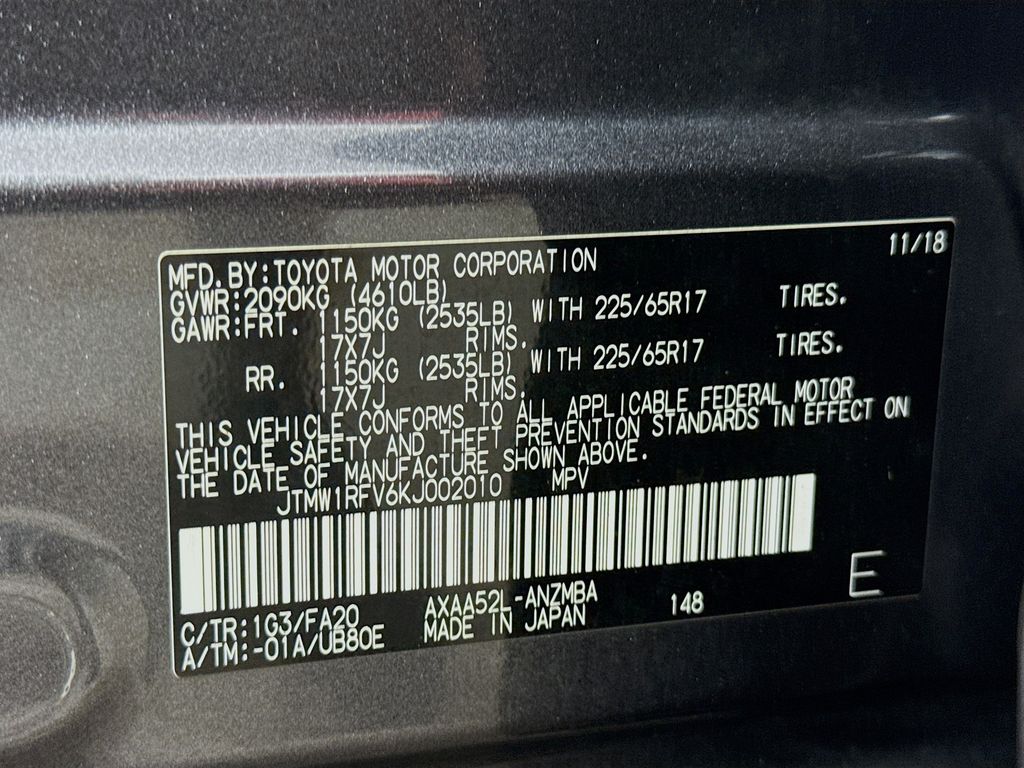 11/18
MFD.BY:TOYOTA MOTOR CORPORATION
GVWR:2090KG (4610LB)
GAWR:FRT. 1150KG (2535LB) WITH 225/65R17 TIRES.
17X7J RIMS.
RR. 1150KG (2535LB) WITH 225/65R17 TIRES.
17X7J RIMS.
THIS VEHICLE CONFORMS TO ALL APPLICABLE FEDERAL MOTOR
VEHICLE SAFETY AND THEFT PREVENTION STANDARDS IN EFFECT ON
THE DATE OF MANUFACTURE SHOWN ABOVE.
JTMW1RFV6KJ002010 MPV
C/TR:1G3/FA20 AXAA52L-ANZMBA 148 E
A/TM:-01A/UB80E MADE IN JAPAN